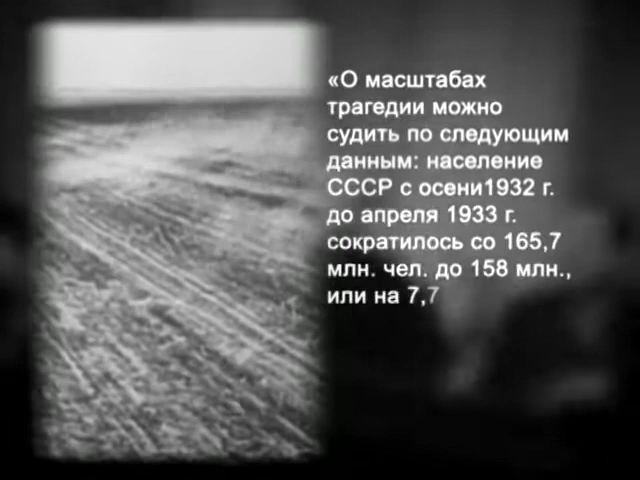 «О масштабах
трагедии можно
судить по следующим
данным: население
СССР с осени1932 г.
до апреля 1933 г.
сократилось со 165,7
млн. чел. до 158 млн.,
или на 7,7